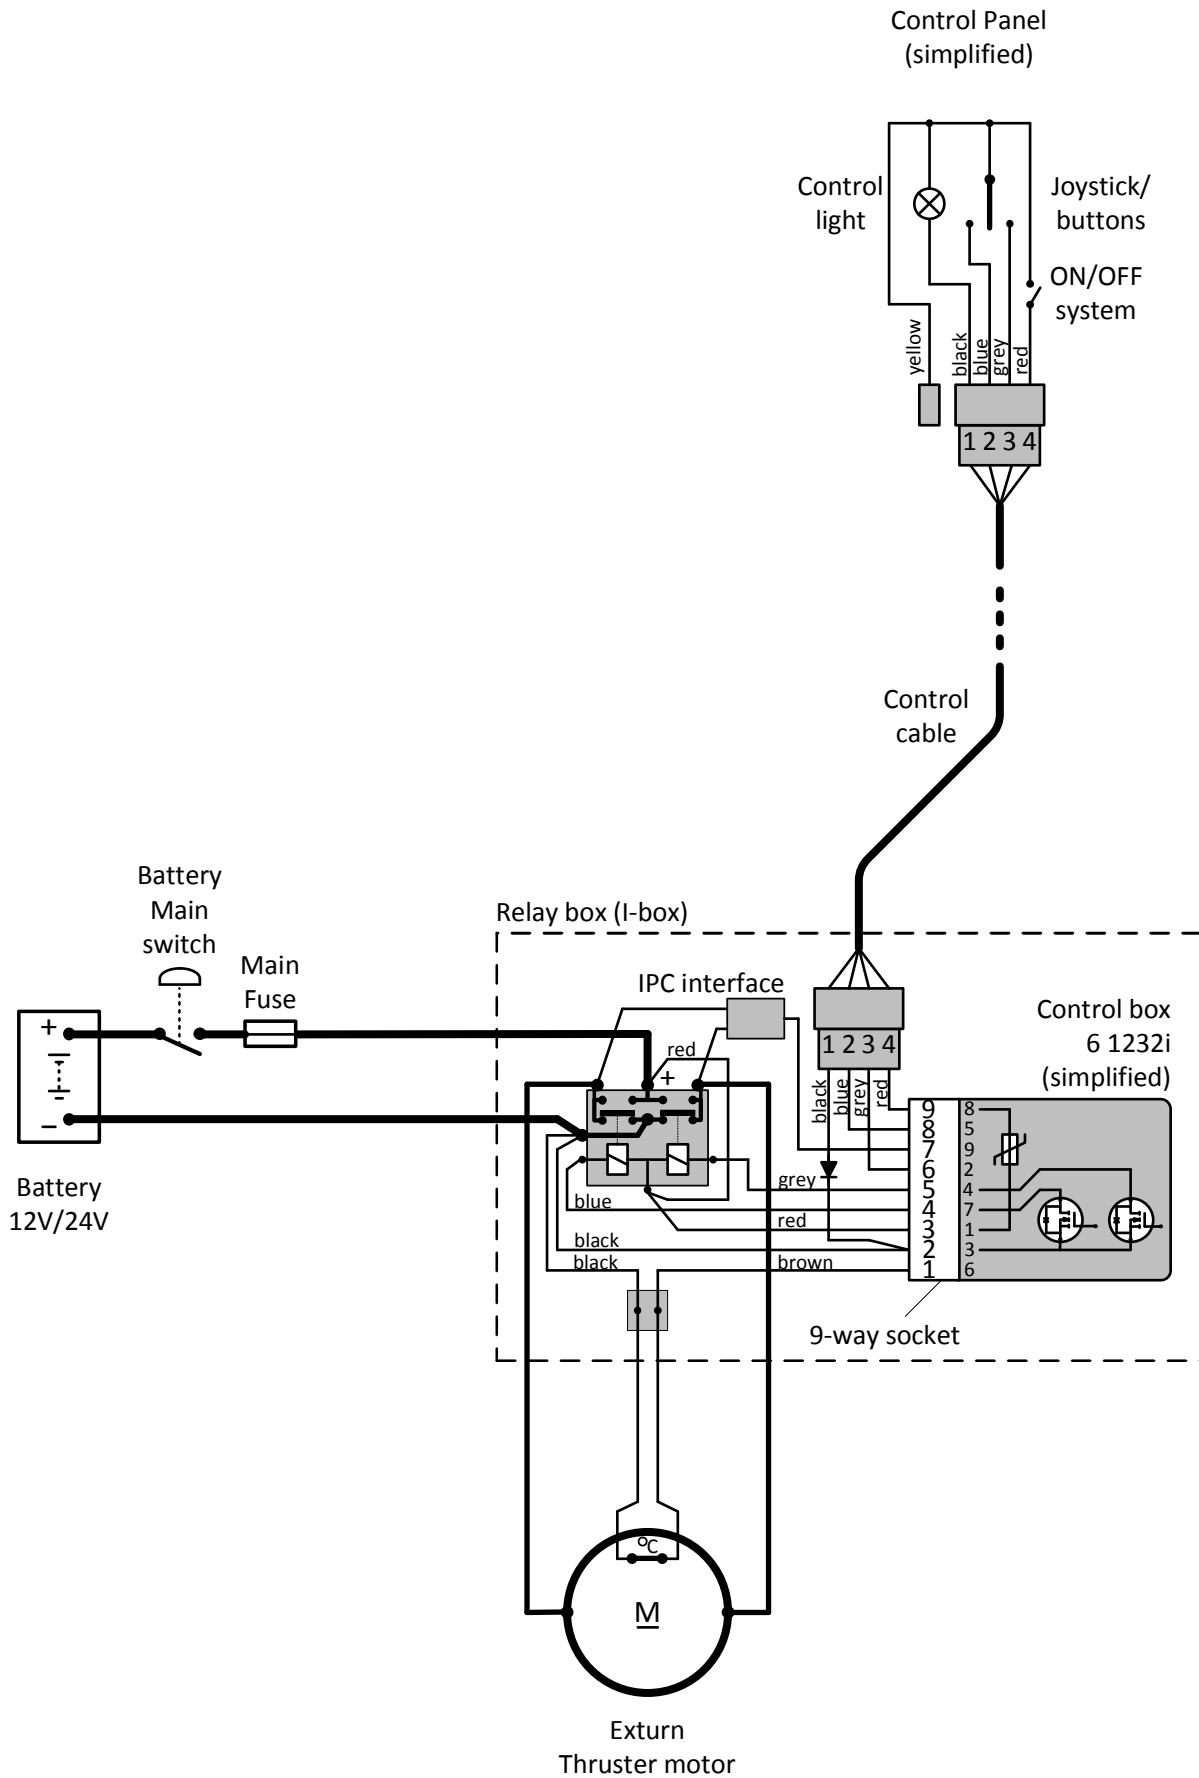 Control Panel
(simplified)
Control
light
Joystick/
buttons
ON/OFF
system
yellow
black
blue
grey
red
1 2 3 4
Control
cable
Battery
Main
switch
Main
Fuse
Relay box (I-box)
IPC interface
Control box
6 1232i
(simplified)
+
−
Battery
12V/24V
red
+
1 2 3 4
black
blue
grey
red
9 8
8 5
7 9
6 2
5 4
4 7
3 1
2 3
1 6
grey
blue
red
black
black
brown
9-way socket
°C
M
Exturn
Thruster motor